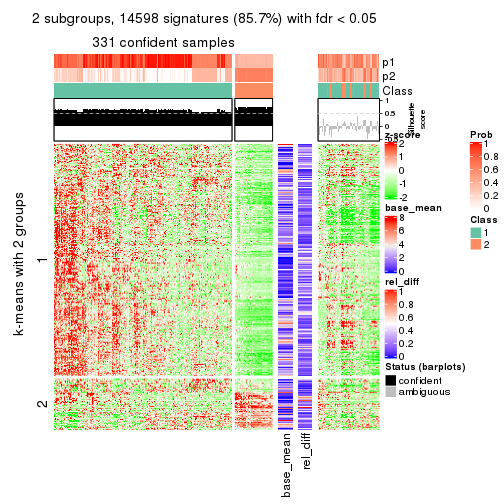 2 subgroups, 14598 signatures (85.7%) with fdr < 0.05
331 confident samples
p1
p2
Class
1
0.5
0
Silhouette
score
k-means with 2 groups
1
2
base_mean
rel_diff
z-score
2
1
0
-1
-2
base_mean
8
6
4
2
0
rel_diff
1
0.8
0.6
0.4
0.2
0
Status (barplots)
confident
ambiguous
Prob
1
0.8
0.6
0.4
0.2
0
Class
1
2